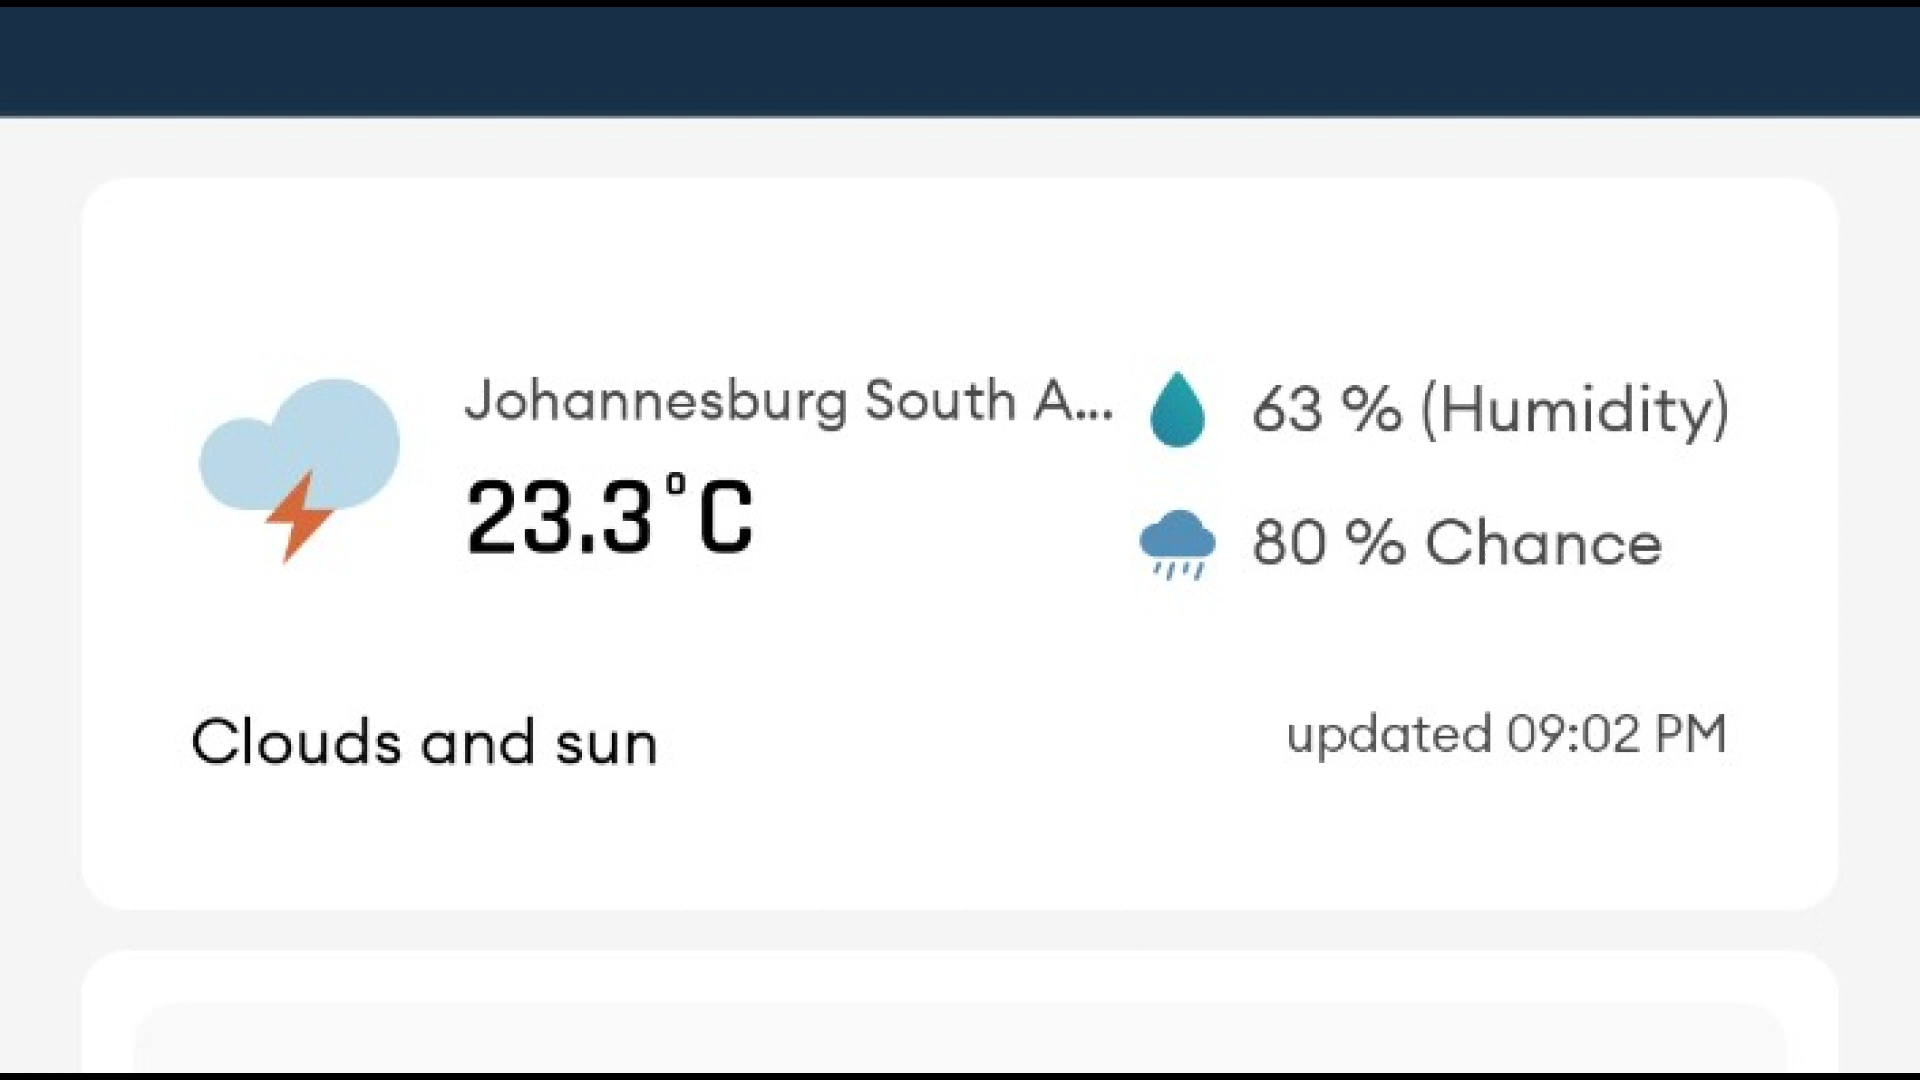 Johannesburg South A...
23.3°C
63 % (Humidity)
80 % Chance
Clouds and sun
updated 09:02 PM